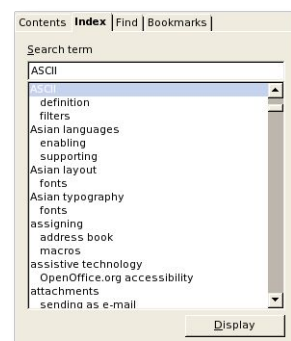 Contents Index Find Bookmarks
Search term
ASCII
ASCII
definition
filters
Asian languages
enabling
supporting
Asian layout
fonts
Asian typography
fonts
assigning
address book
macros
assistive technology
OpenOffice.org accessibility
attachments
sending as e-mail
Display